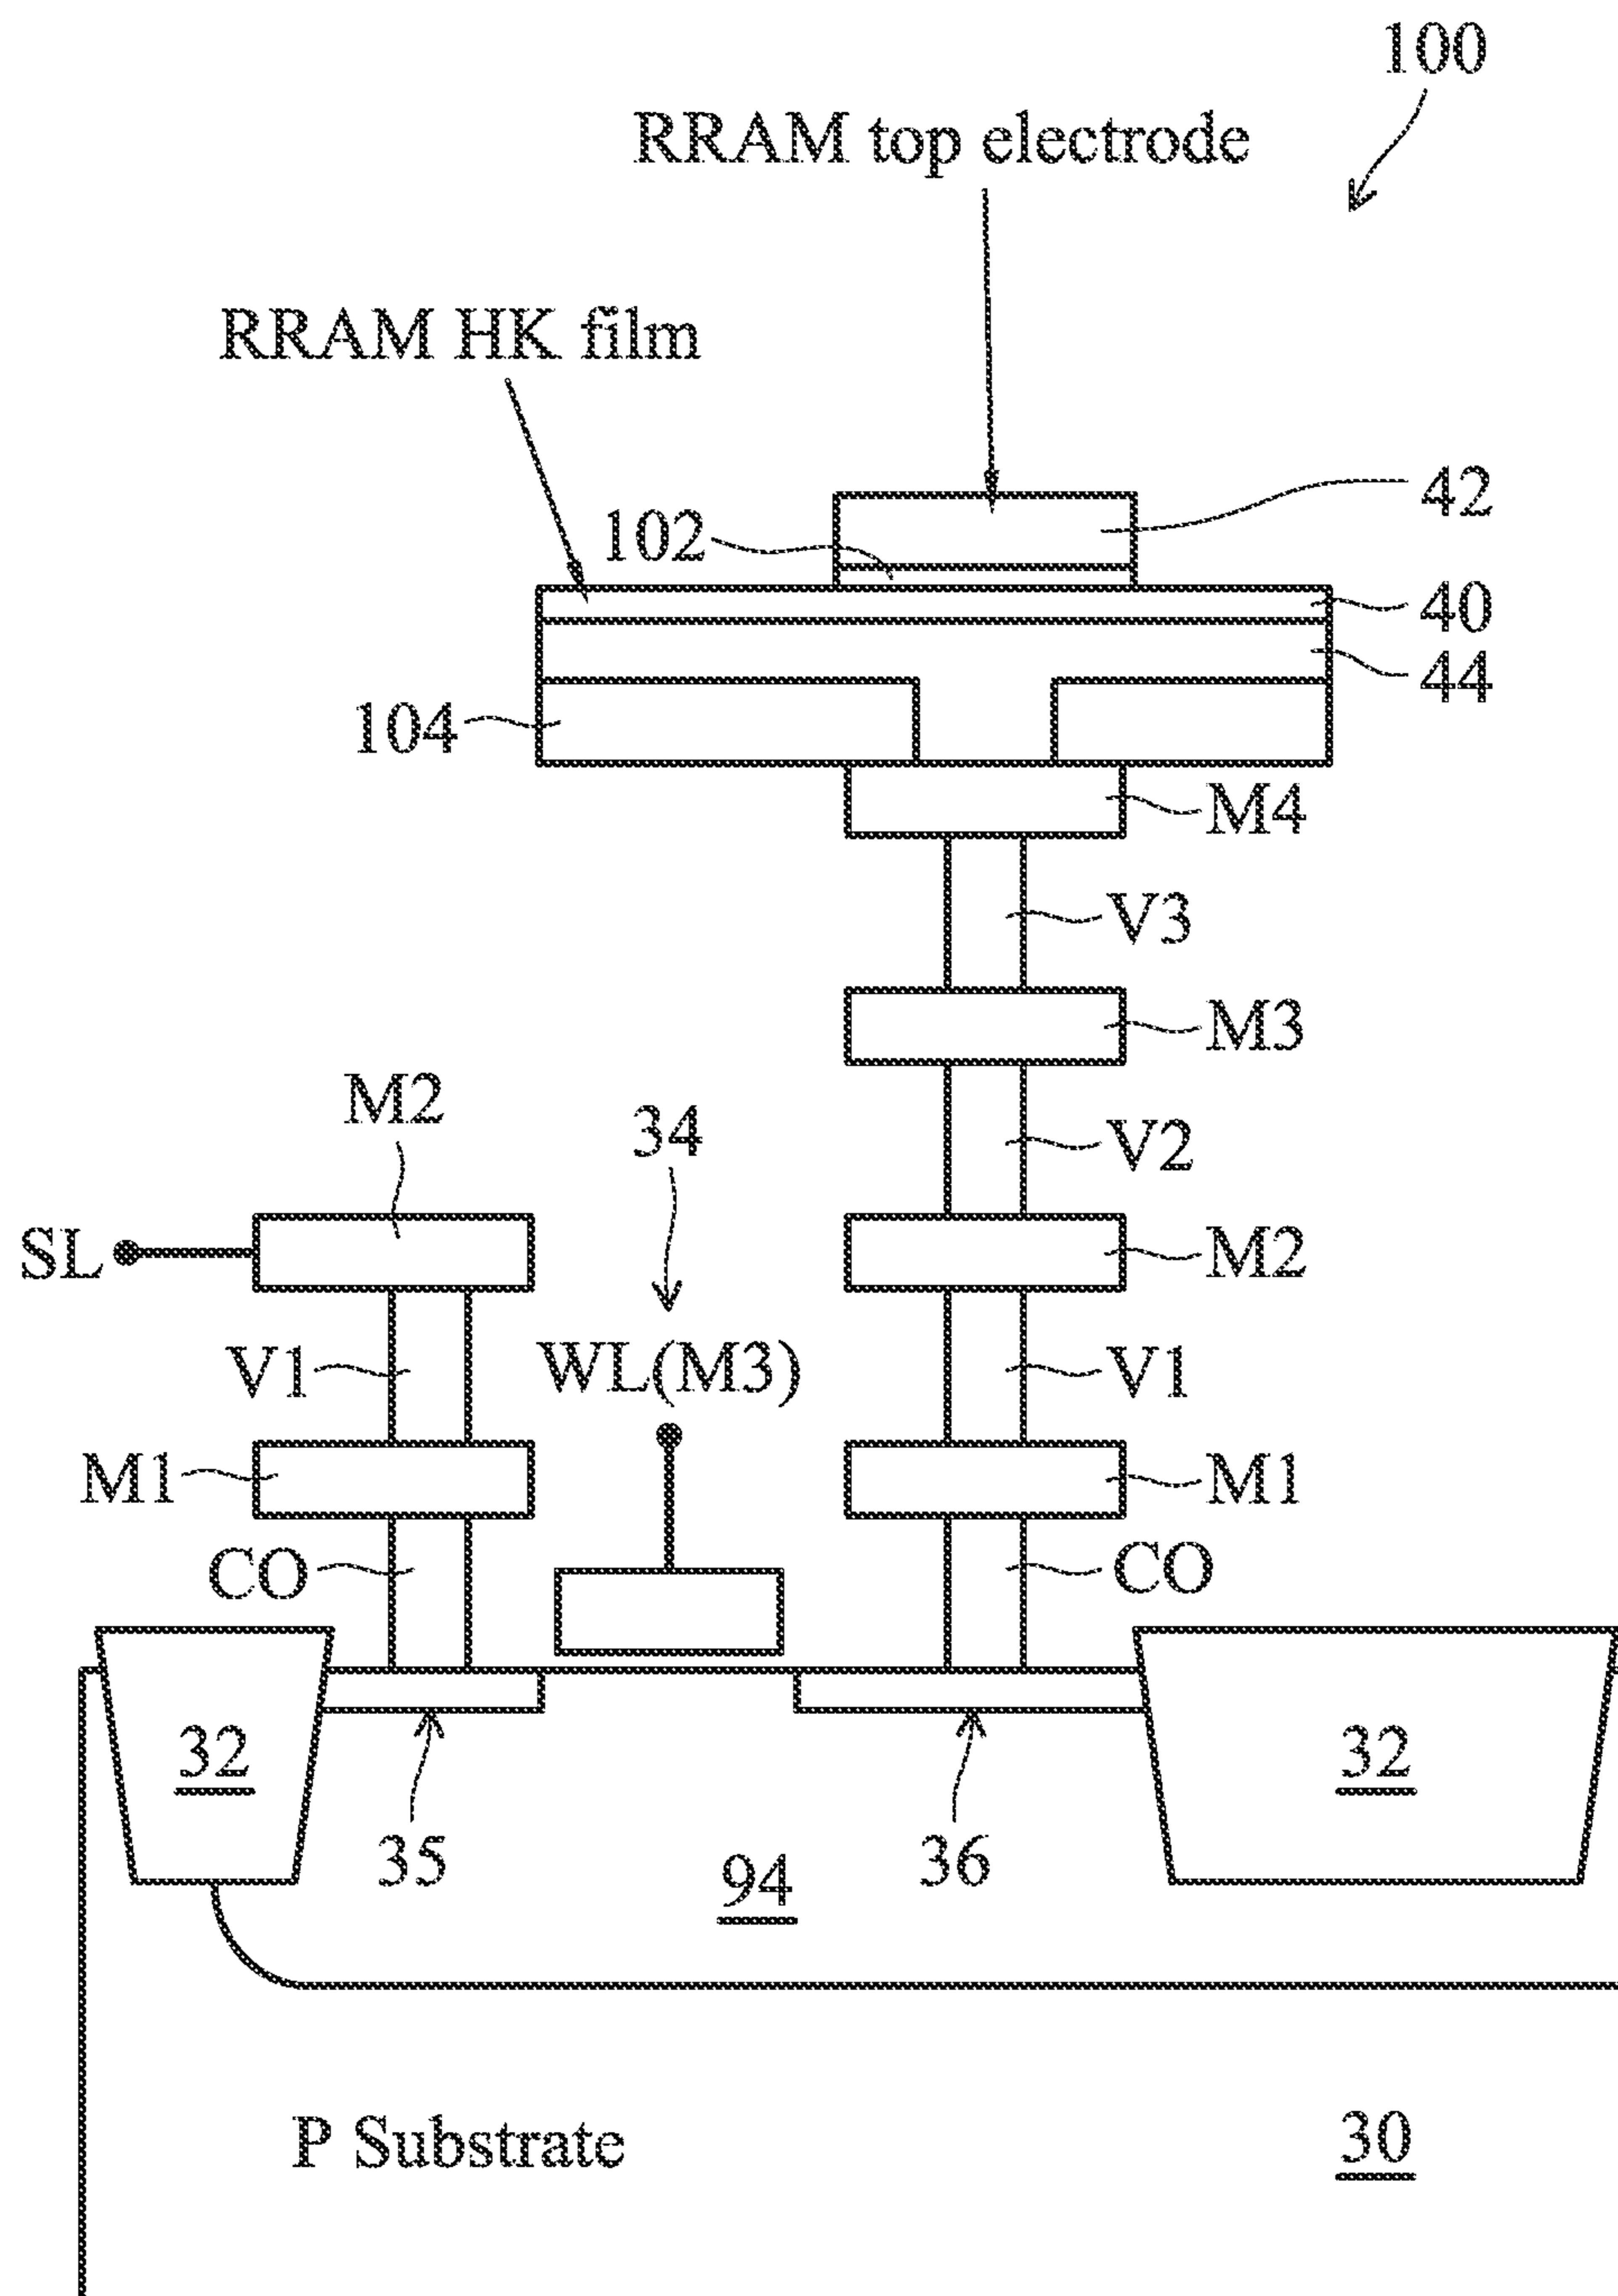 100
RRAM top electrode
RRAM HK film
42
102
40
44
104
M4
V3
M3
M2
34
V2
SL
M2
V1
WL(M3)
V1
M1
M1
CO
CO
32
32
35
36
94
P Substrate
30